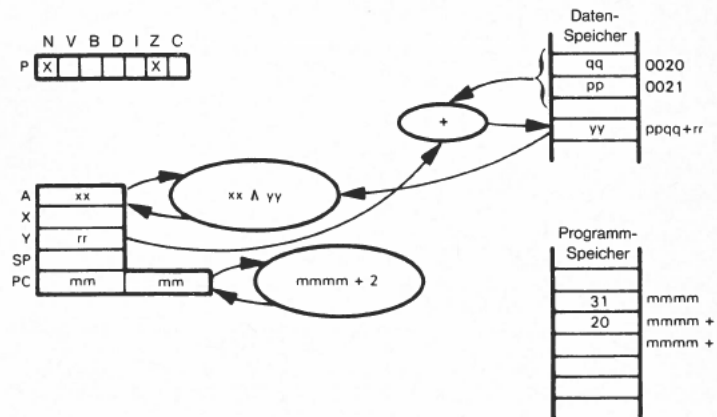 Daten-
Speicher
N V B D I Z C
P X X
qq 0020
pp 0021
+
yy ppqq+rr
A xx
xx ∧ yy
X
Y rr
SP
PC mm mm
mmmm + 2
Programm-
Speicher
31 mmmm
20 mmmm +
mmmm +